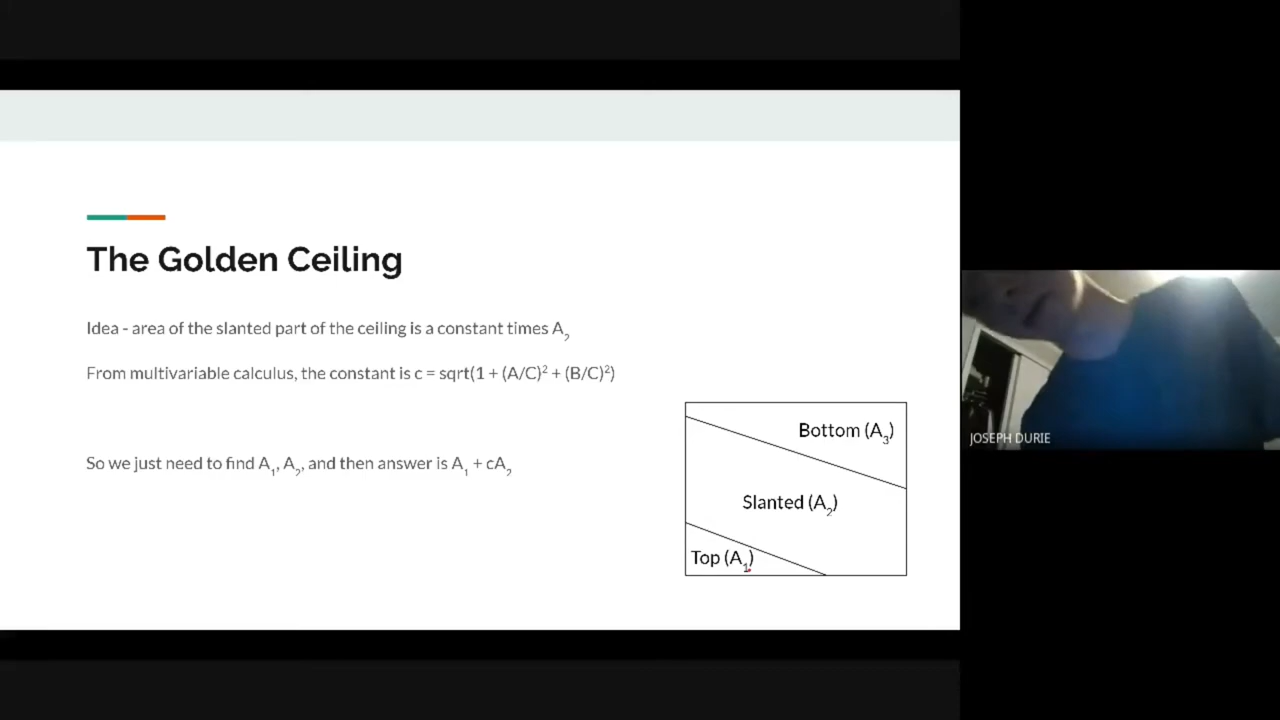 The Golden Ceiling
Idea - area of the slanted part of the ceiling is a constant times A₂
From multivariable calculus, the constant is c = sqrt(1 + (A/C)² + (B/C)²)
So we just need to find A₁, A₂, and then answer is A₁ + cA₂
Bottom (A₃)
Slanted (A₂)
Top (A₁)
JOSEPH DURIE